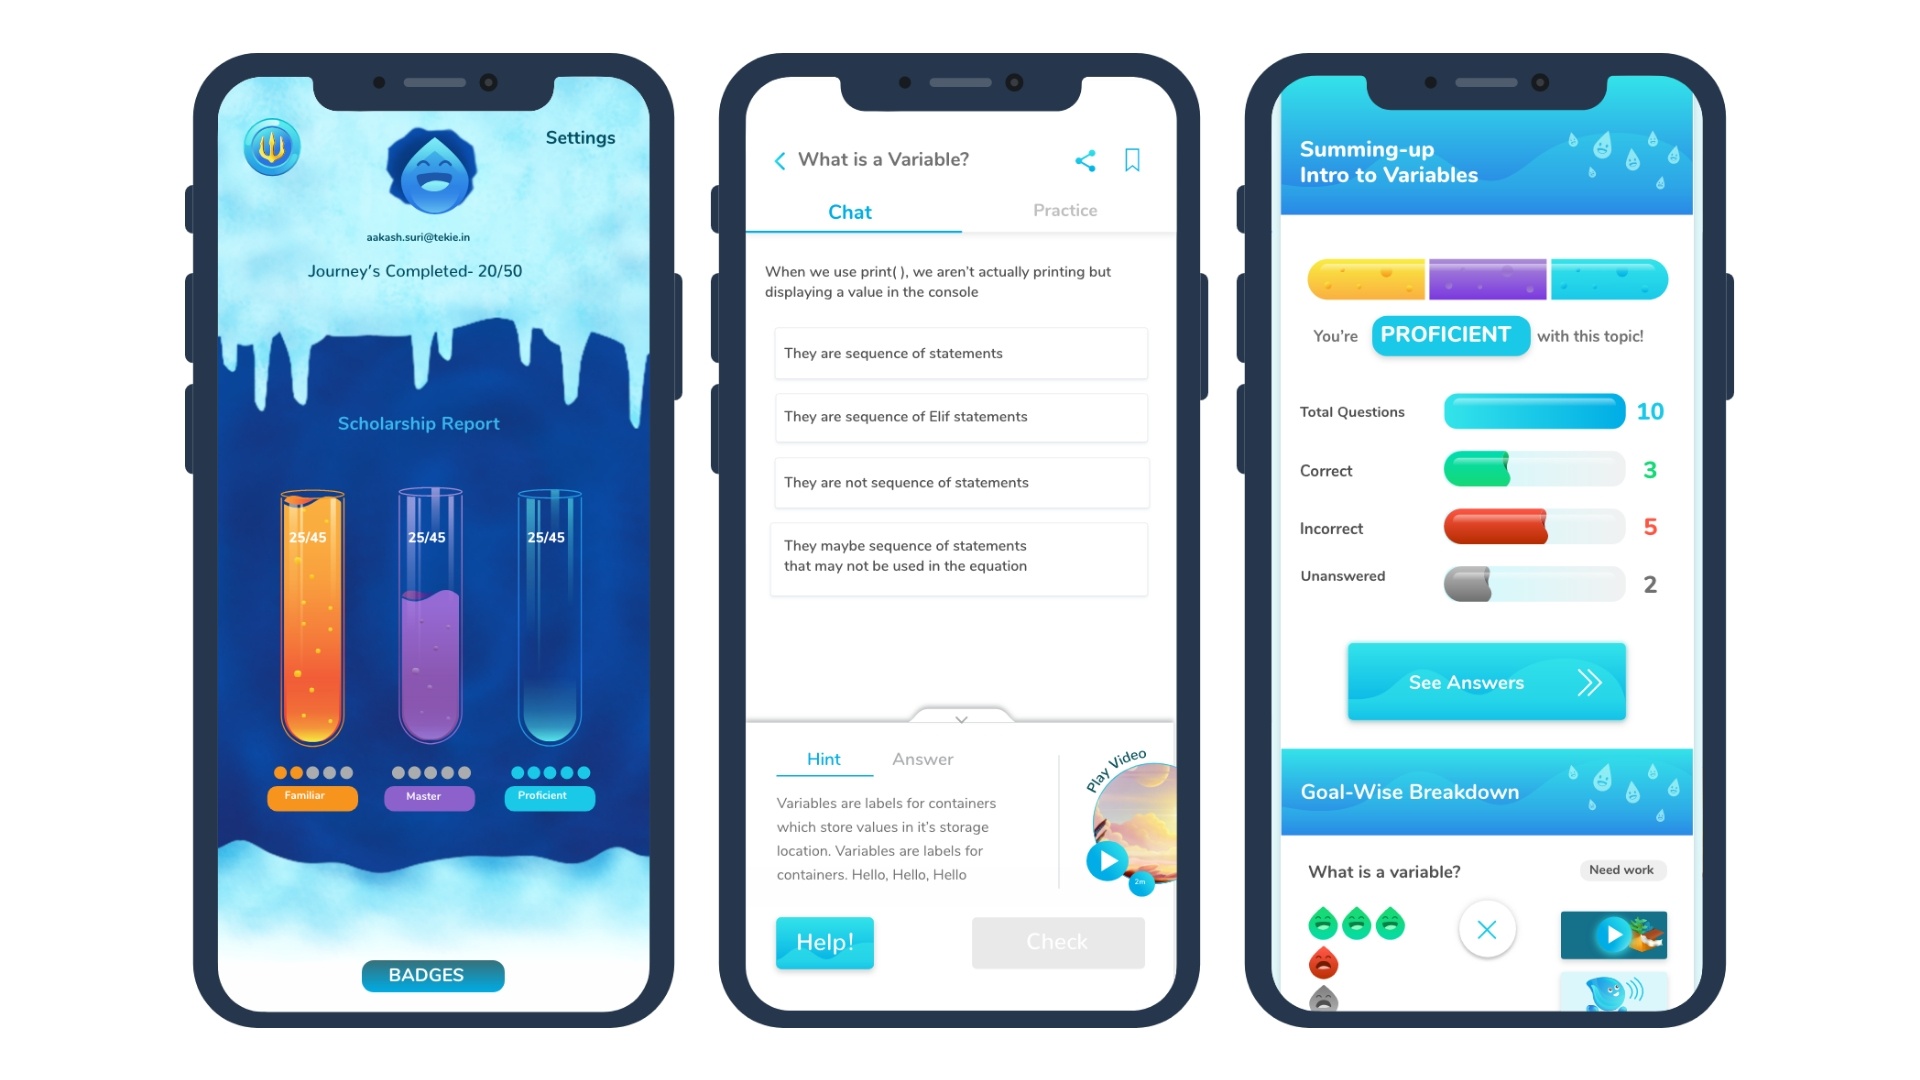 Settings
aakash.suri@tekie.in
Journey's Completed- 20/50
Scholarship Report
25/45
25/45
25/45
Familiar
Master
Proficient
BADGES
What is a Variable?
Chat
Practice
When we use print( ), we aren't actually printing but
displaying a value in the console
They are sequence of statements
They are sequence of Elif statements
They are not sequence of statements
They maybe sequence of statements
that may not be used in the equation
Hint
Answer
Variables are labels for containers
which store values in it's storage
location. Variables are labels for
containers. Hello, Hello, Hello
Play Video
2m
Help!
Check
Summing-up
Intro to Variables
You're PROFICIENT with this topic!
Total Questions 10
Correct 3
Incorrect 5
Unanswered 2
See Answers
Goal-Wise Breakdown
What is a variable?
Need work